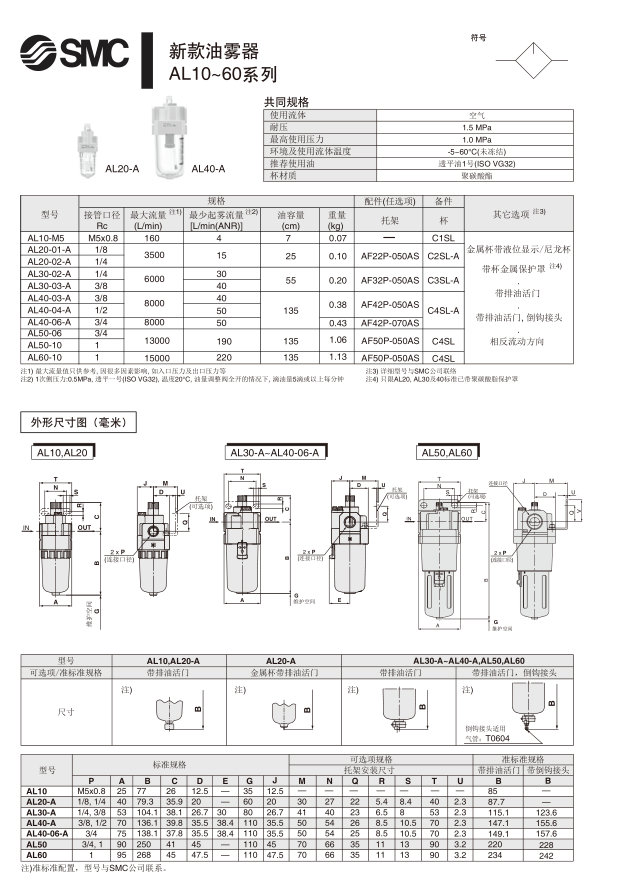 符号
SMC
新款油雾器
AL10~60系列
AL20-A
AL40-A
共同规格
使用流体 空气
耐压 1.5 MPa
最高使用压力 1.0 MPa
环境及使用流体温度 -5~60°C(未冻结)
推荐使用油 透平油1号(ISO VG32)
杯材质 聚碳酸酯
型号 规格 配件(任选项) 备件 其它选项 注3)
接管口径 Rc 最大流量 注1) (L/min) 最少起雾流量 注2) [L/min(ANR)] 油容量 (cm) 重量 (kg) 托架 杯
AL10-M5 M5x0.8 160 4 7 0.07 — C1SL
AL20-01-A 1/8 3500 15 25 0.10 AF22P-050AS C2SL-A
AL20-02-A 1/4
AL30-02-A 1/4 6000 30 55 0.20 AF32P-050AS C3SL-A
AL30-03-A 3/8 40
AL40-03-A 3/8 8000 40 135 0.38 AF42P-050AS C4SL-A
AL40-04-A 1/2 50
AL40-06-A 3/4 8000 50 0.43 AF42P-070AS
AL50-06 3/4 13000 190 135 1.06 AF50P-050AS C4SL
AL50-10 1
AL60-10 1 15000 220 135 1.13 AF50P-050AS C4SL
金属杯带液位显示/尼龙杯
带杯金属保护罩 注4)
.
带排油活门
.
带排油活门, 倒钩接头
.
相反流动方向
注1) 最大流量值只供参考, 因很多因素影响, 如入口压力及出口压力等
注2) 1次侧压力:0.5MPa, 透平一号(ISO VG32), 温度20°C, 油量调整阀全开的情况下, 滴油量5滴或以上每分钟
注3) 详细型号与SMC公司联络
注4) 只限AL20, AL30及40标准已带聚碳酸脂保护罩
外形尺寸图（毫米）
AL10,AL20
AL30-A~AL40-06-A
AL50,AL60
T
N
S
R
C
IN
OUT
B
A
G
维护空间
J
M
D
U
托架
(可选项)
Q
2 x P
(连接口径)
T
N
S
R
C
IN
OUT
B
A
G
维护空间
J
M
D
U
托架
(可选项)
Q
2 x P
(连接口径)
E
T
N
S
托架
(可选项)
R
C
IN
OUT
B
A
G
维护空间
连接口径
J
M
D
U
Q
V
2 x P
(连接口径)
型号 AL10,AL20-A AL20-A AL30-A~AL40-A,AL50,AL60
可选项/准标准规格 带排油活门 金属杯带排油活门 带排油活门 带排油活门，倒钩接头
尺寸
注) B
注) B
注) B
注) B
倒钩接头适用
气管：T0604
型号 标准规格 可选项规格 准标准规格
托架安装尺寸 带排油活门 带倒钩接头
P A B C D E G J M N Q R S T U B B
AL10 M5x0.8 25 77 26 12.5 — 35 12.5 — — — — — — — 85 —
AL20-A 1/8, 1/4 40 79.3 35.9 20 — 60 20 30 27 22 5.4 8.4 40 2.3 87.7 —
AL30-A 1/4, 3/8 53 104.1 38.1 26.7 30 80 26.7 41 40 23 6.5 8 53 2.3 115.1 123.6
AL40-A 3/8, 1/2 70 136.1 39.8 35.5 38.4 110 35.5 50 54 26 8.5 10.5 70 2.3 147.1 155.6
AL40-06-A 3/4 75 138.1 37.8 35.5 38.4 110 35.5 50 54 25 8.5 10.5 70 2.3 149.1 157.6
AL50 3/4, 1 90 250 41 45 — 110 45 70 66 35 11 13 90 3.2 220 228
AL60 1 95 268 45 47.5 — 110 47.5 70 66 35 11 13 90 3.2 234 242
注)准标准配置，型号与SMC公司联系。